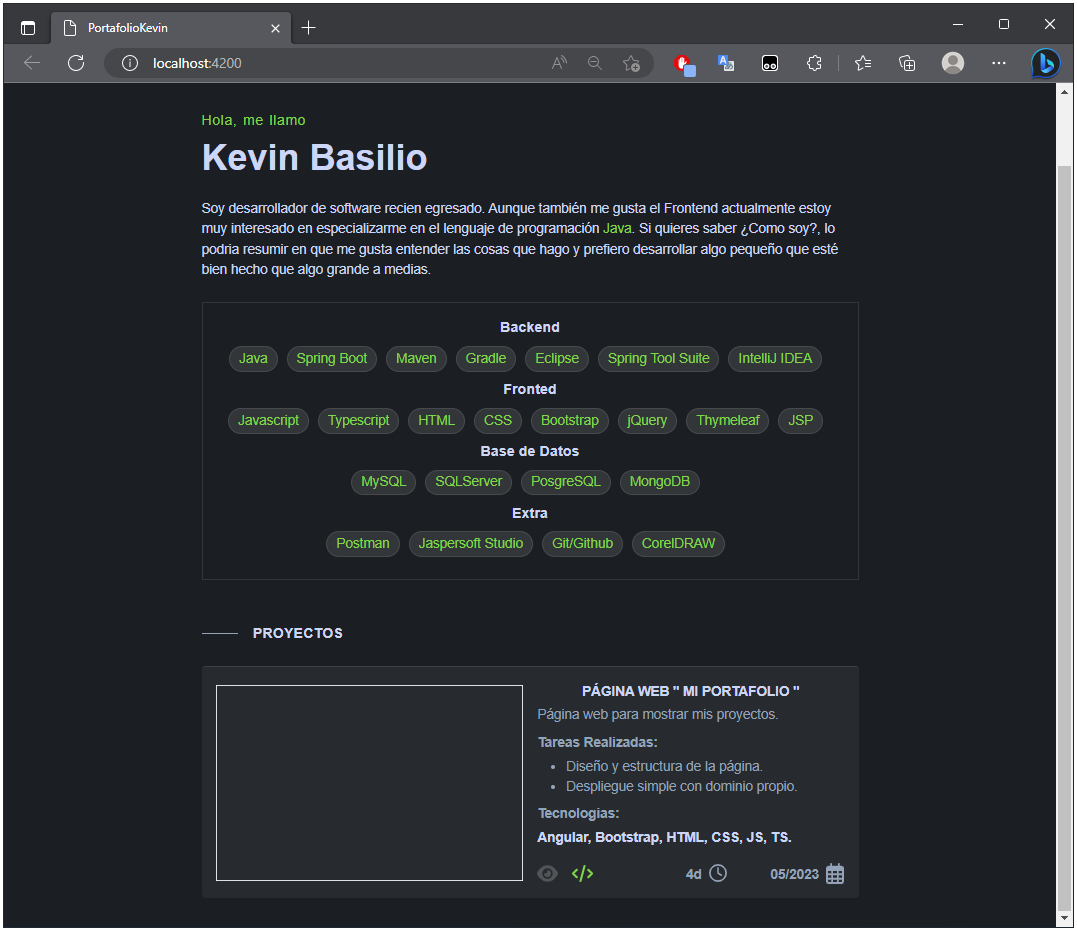 PortafolioKevin
localhost:4200
Hola, me llamo
Kevin Basilio
Soy desarrollador de software recien egresado. Aunque también me gusta el Frontend actualmente estoy
muy interesado en especializarme en el lenguaje de programación Java. Si quieres saber ¿Como soy?, lo
podria resumir en que me gusta entender las cosas que hago y prefiero desarrollar algo pequeño que esté
bien hecho que algo grande a medias.
Backend
Java Spring Boot Maven Gradle Eclipse Spring Tool Suite IntelliJ IDEA
Fronted
Javascript Typescript HTML CSS Bootstrap jQuery Thymeleaf JSP
Base de Datos
MySQL SQLServer PosgreSQL MongoDB
Extra
Postman Jaspersoft Studio Git/Github CorelDRAW
PROYECTOS
PÁGINA WEB " MI PORTAFOLIO "
Página web para mostrar mis proyectos.
Tareas Realizadas:
• Diseño y estructura de la página.
• Despliegue simple con dominio propio.
Tecnologias:
Angular, Bootstrap, HTML, CSS, JS, TS.
4d 05/2023